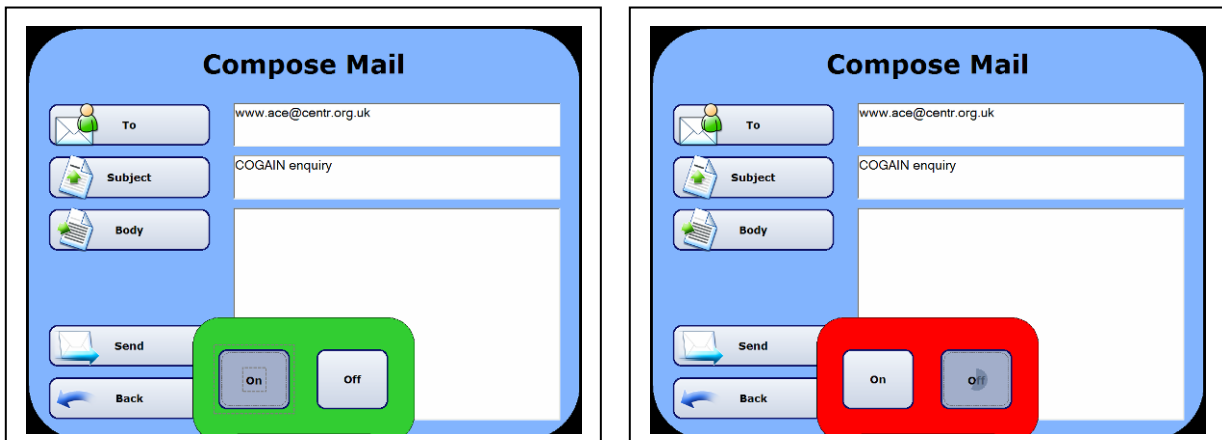 Compose Mail
To
www.ace@centr.org.uk
Subject
COGAIN enquiry
Body
Send
On
Off
Back
Compose Mail
To
www.ace@centr.org.uk
Subject
COGAIN enquiry
Body
Send
On
Off
Back